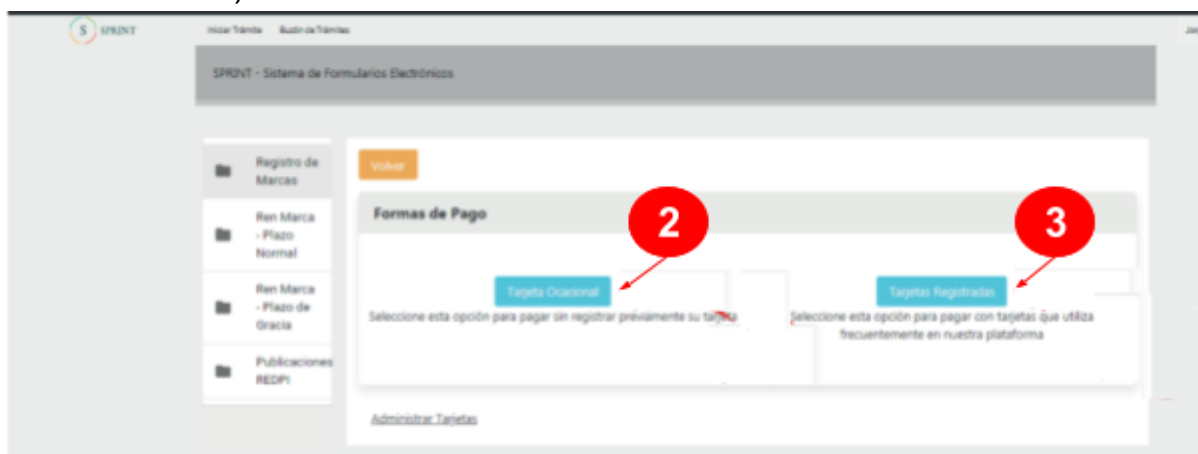 S SPRINT
Iniciar Trámite Buzón de Trámites
SPRINT - Sistema de Formularios Electrónicos
Registro de
Marcas
Ren Marca
- Plazo
Normal
Ren Marca
- Plazo de
Gracia
Publicaciones
REDPI
Volver
Formas de Pago
2
3
Tarjeta Ocacional
Seleccione esta opción para pagar sin registrar préviamente su tarjeta
Tarjetas Registradas
Seleccione esta opción para pagar con tarjetas que utiliza
frecuentemente en nuestra plataforma
Administrar Tarjetas